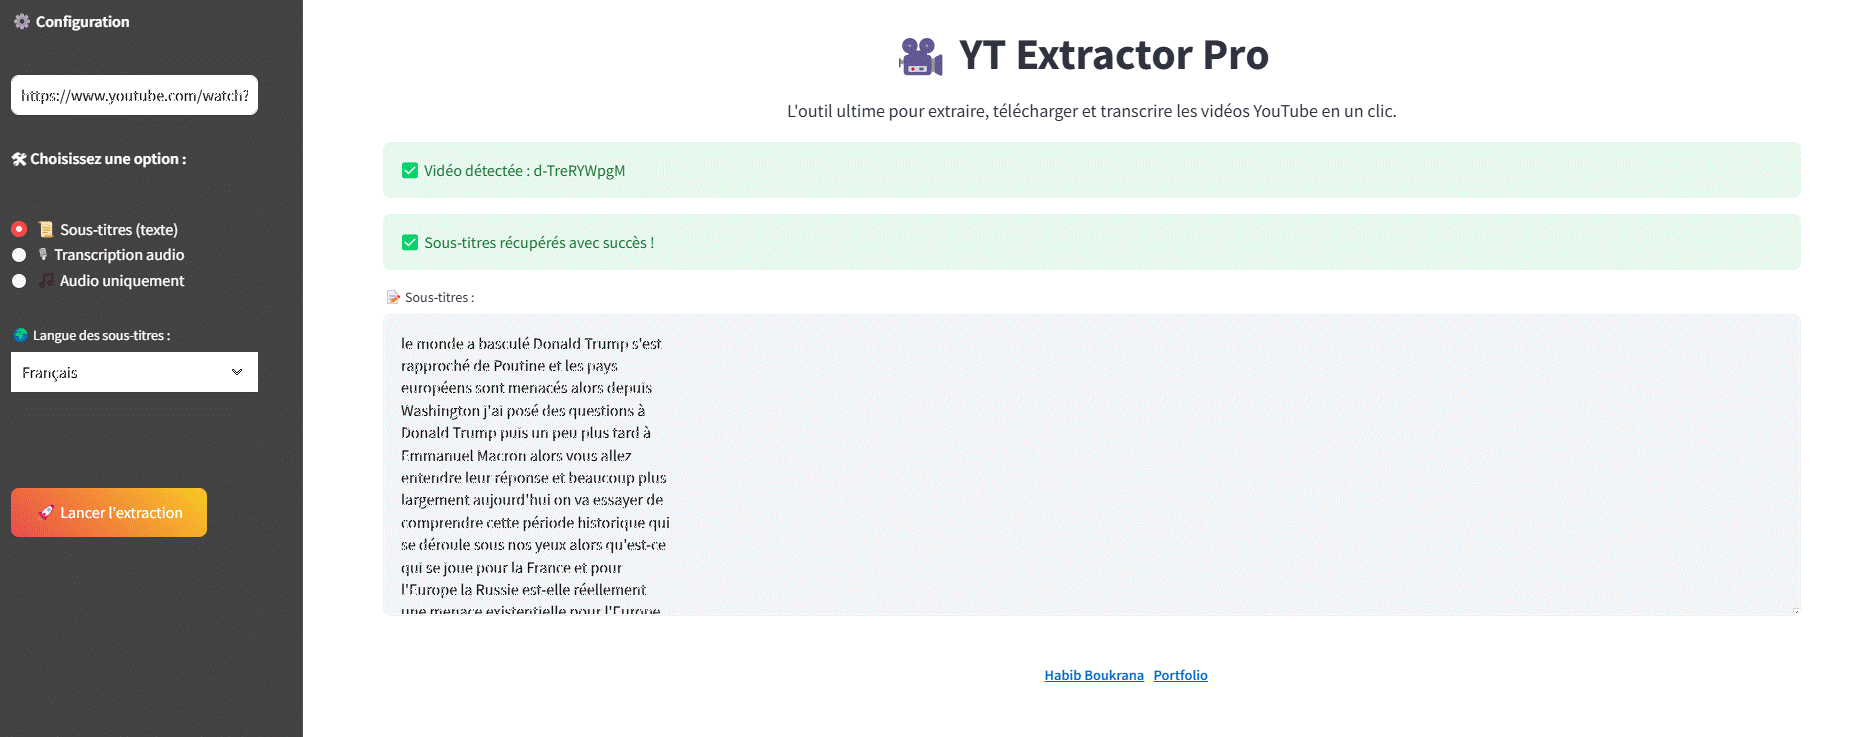 Configuration
https://www.youtube.com/watch?
Choisissez une option :
Sous-titres (texte)
Transcription audio
Audio uniquement
Langue des sous-titres :
Français
Lancer l'extraction
YT Extractor Pro
L'outil ultime pour extraire, télécharger et transcrire les vidéos YouTube en un clic.
Vidéo détectée : d-TreRYWpgM
Sous-titres récupérés avec succès !
Sous-titres :
le monde a basculé Donald Trump s'est
rapproché de Poutine et les pays
européens sont menacés alors depuis
Washington j'ai posé des questions à
Donald Trump puis un peu plus tard à
Emmanuel Macron alors vous allez
entendre leur réponse et beaucoup plus
largement aujourd'hui on va essayer de
comprendre cette période historique qui
se déroule sous nos yeux alors qu'est-ce
qui se joue pour la France et pour
l'Europe la Russie est-elle réellement
une menace existentielle pour l'Europe
Habib Boukrana Portfolio